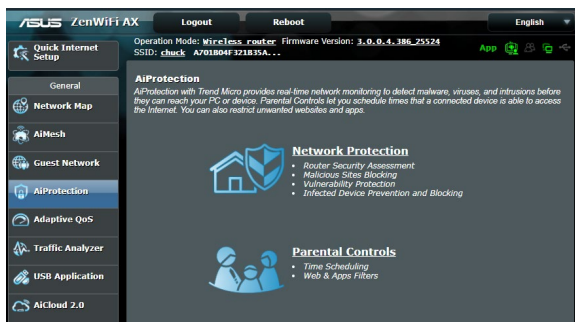 ASUS ZenWiFi AX Logout Reboot English
Quick Internet Setup
Operation Mode: Wireless router Firmware Version: 3.0.0.4.386_25524
SSID: chuck A701B04F321B35A...
App
General
Network Map
AiMesh
Guest Network
AiProtection
Adaptive QoS
Traffic Analyzer
USB Application
AiCloud 2.0
AiProtection
AiProtection with Trend Micro provides real-time network monitoring to detect malware, viruses, and intrusions before
they can reach your PC or device. Parental Controls let you schedule times that a connected device is able to access
the Internet. You can also restrict unwanted websites and apps.
Network Protection
Router Security Assessment
Malicious Sites Blocking
Vulnerability Protection
Infected Device Prevention and Blocking
Parental Controls
Time Scheduling
Web & Apps Filters